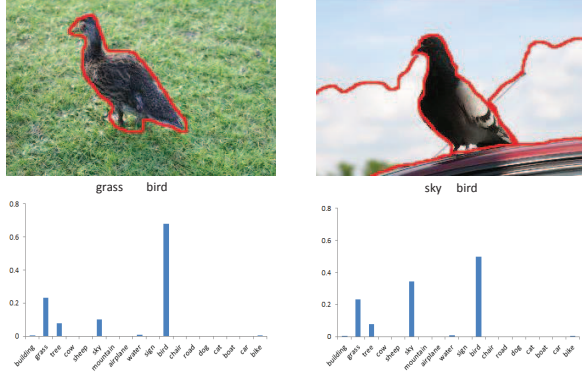 grass bird
sky bird
0.8
0.6
0.4
0.2
0
building
grass
tree
cow
sheep
sky
mountain
airplane
water
sign
bird
chair
road
dog
cat
boat
car
bike
0.8
0.6
0.4
0.2
0
building
grass
tree
cow
sheep
sky
mountain
airplane
water
sign
bird
chair
road
dog
cat
boat
car
bike